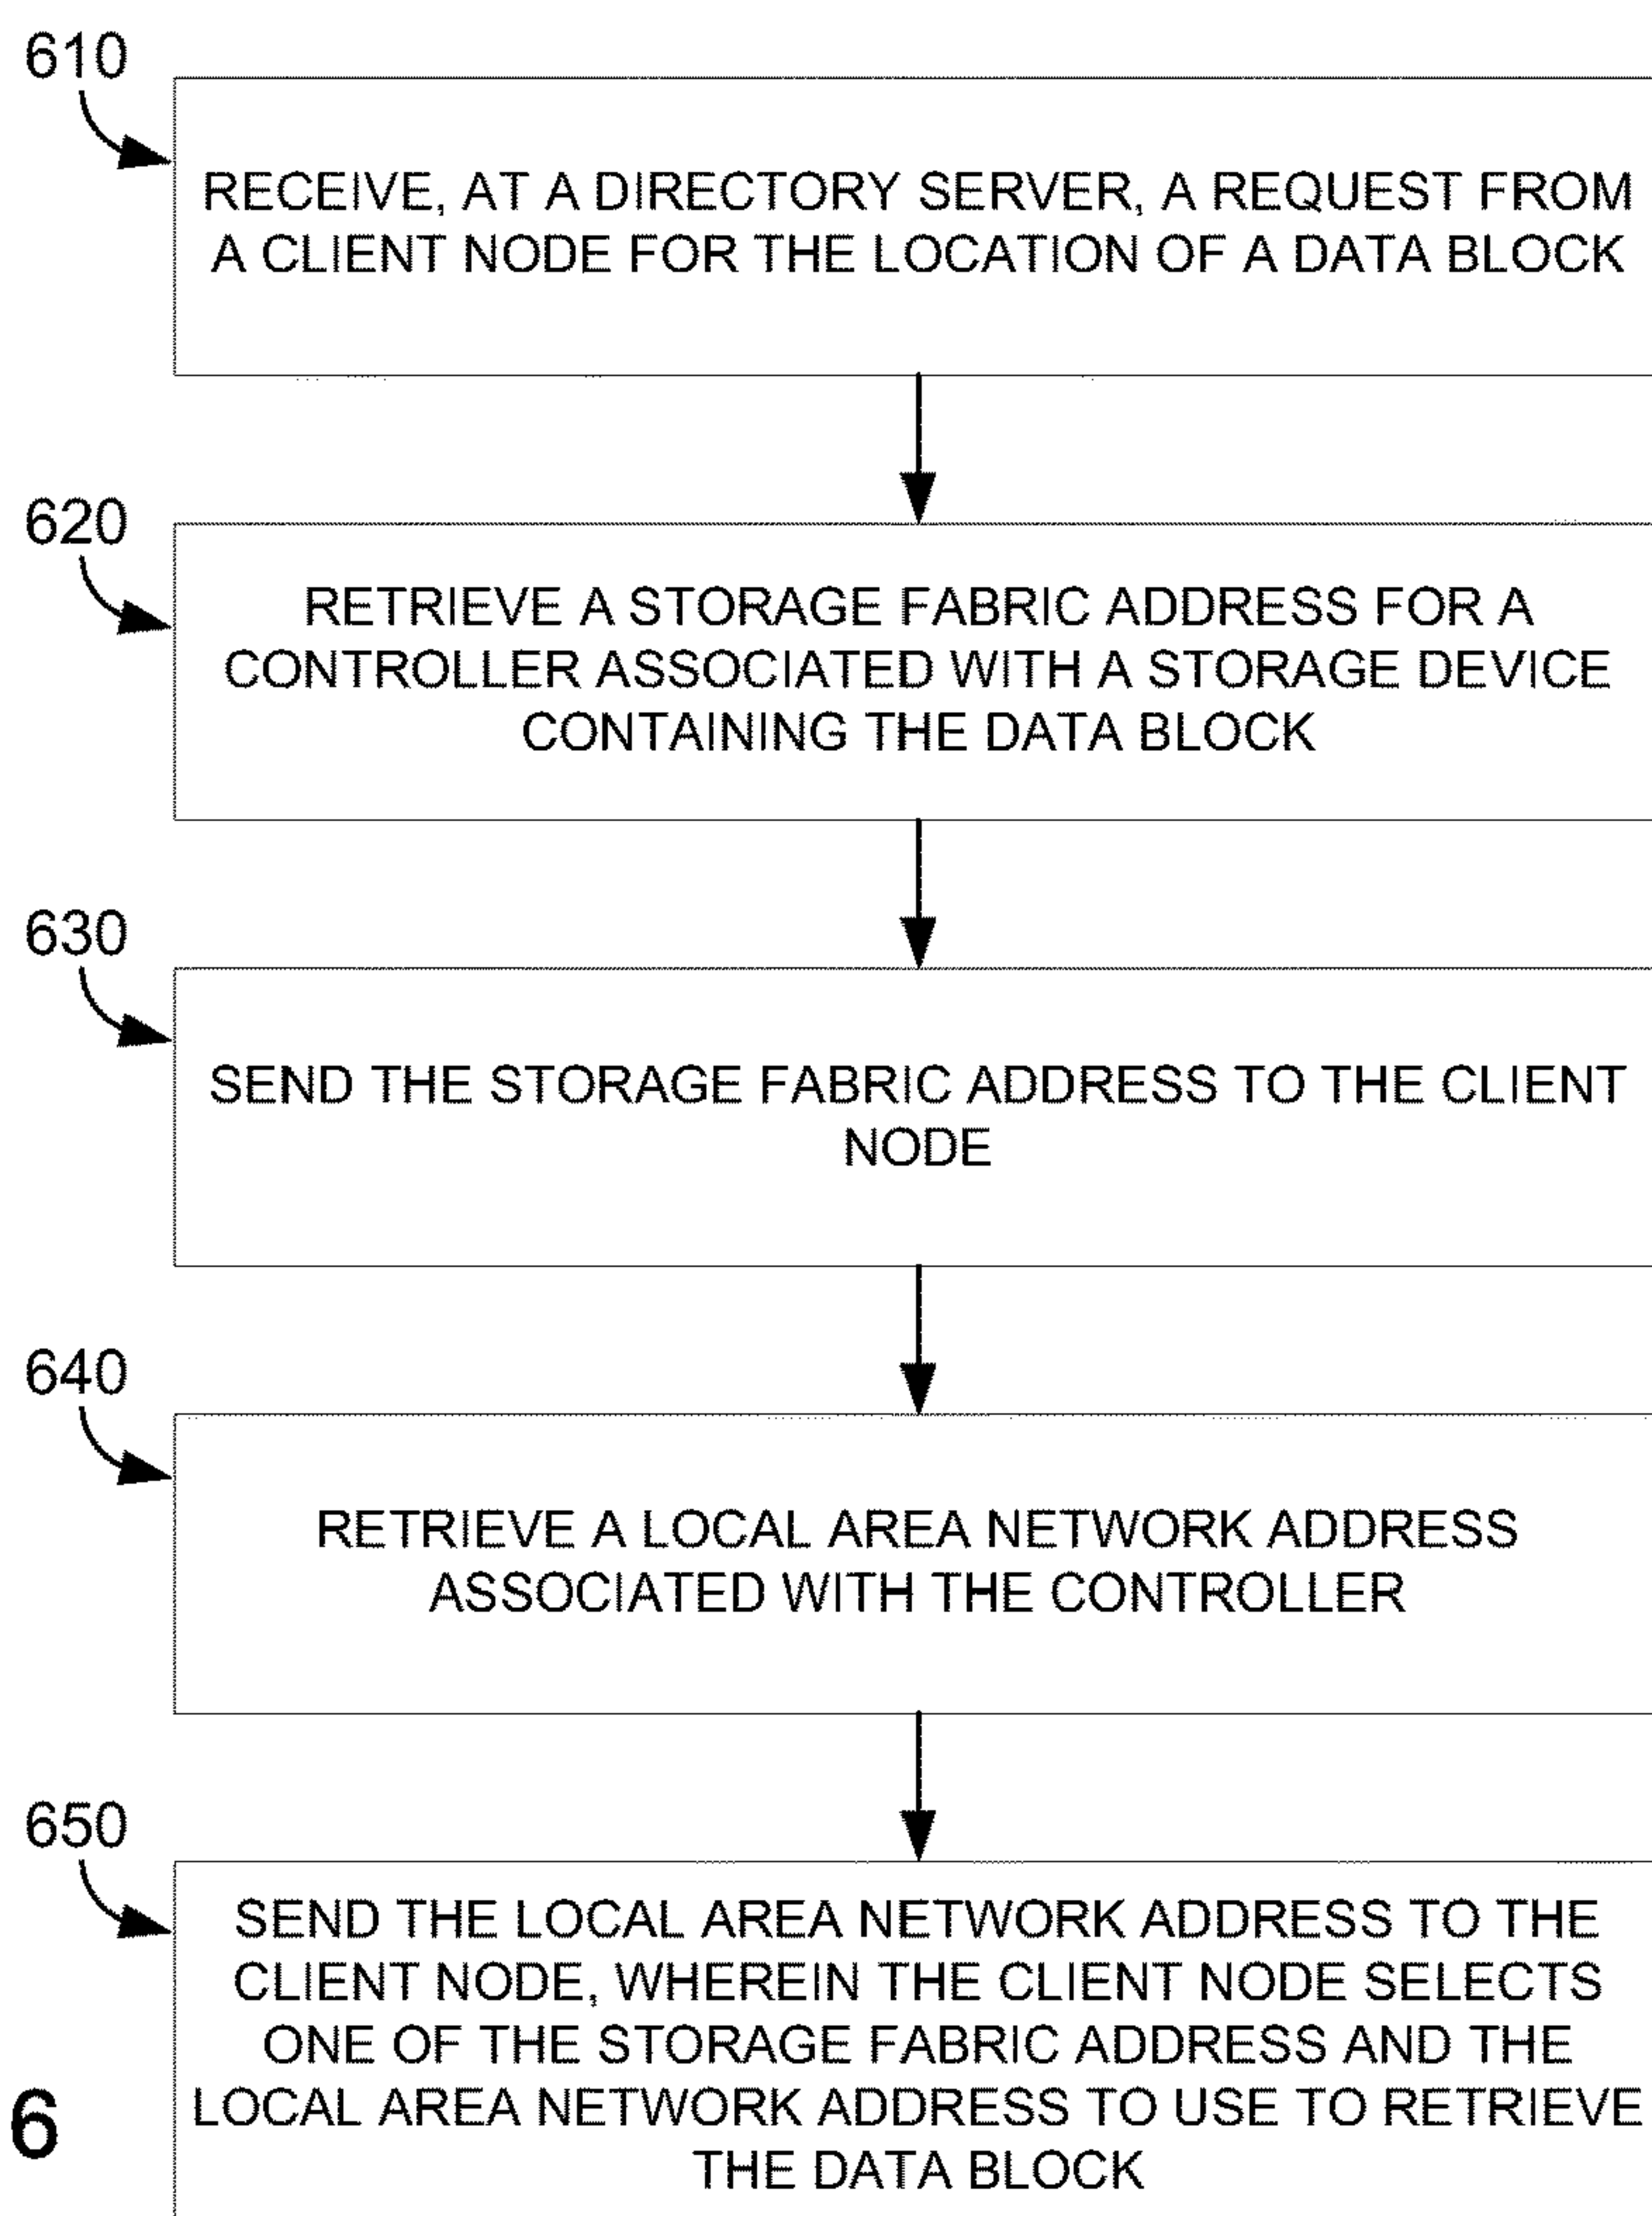 610
RECEIVE, AT A DIRECTORY SERVER, A REQUEST FROM
A CLIENT NODE FOR THE LOCATION OF A DATA BLOCK
620
RETRIEVE A STORAGE FABRIC ADDRESS FOR A
CONTROLLER ASSOCIATED WITH A STORAGE DEVICE
CONTAINING THE DATA BLOCK
630
SEND THE STORAGE FABRIC ADDRESS TO THE CLIENT
NODE
640
RETRIEVE A LOCAL AREA NETWORK ADDRESS
ASSOCIATED WITH THE CONTROLLER
650
SEND THE LOCAL AREA NETWORK ADDRESS TO THE
CLIENT NODE, WHEREIN THE CLIENT NODE SELECTS
ONE OF THE STORAGE FABRIC ADDRESS AND THE
LOCAL AREA NETWORK ADDRESS TO USE TO RETRIEVE
THE DATA BLOCK
6